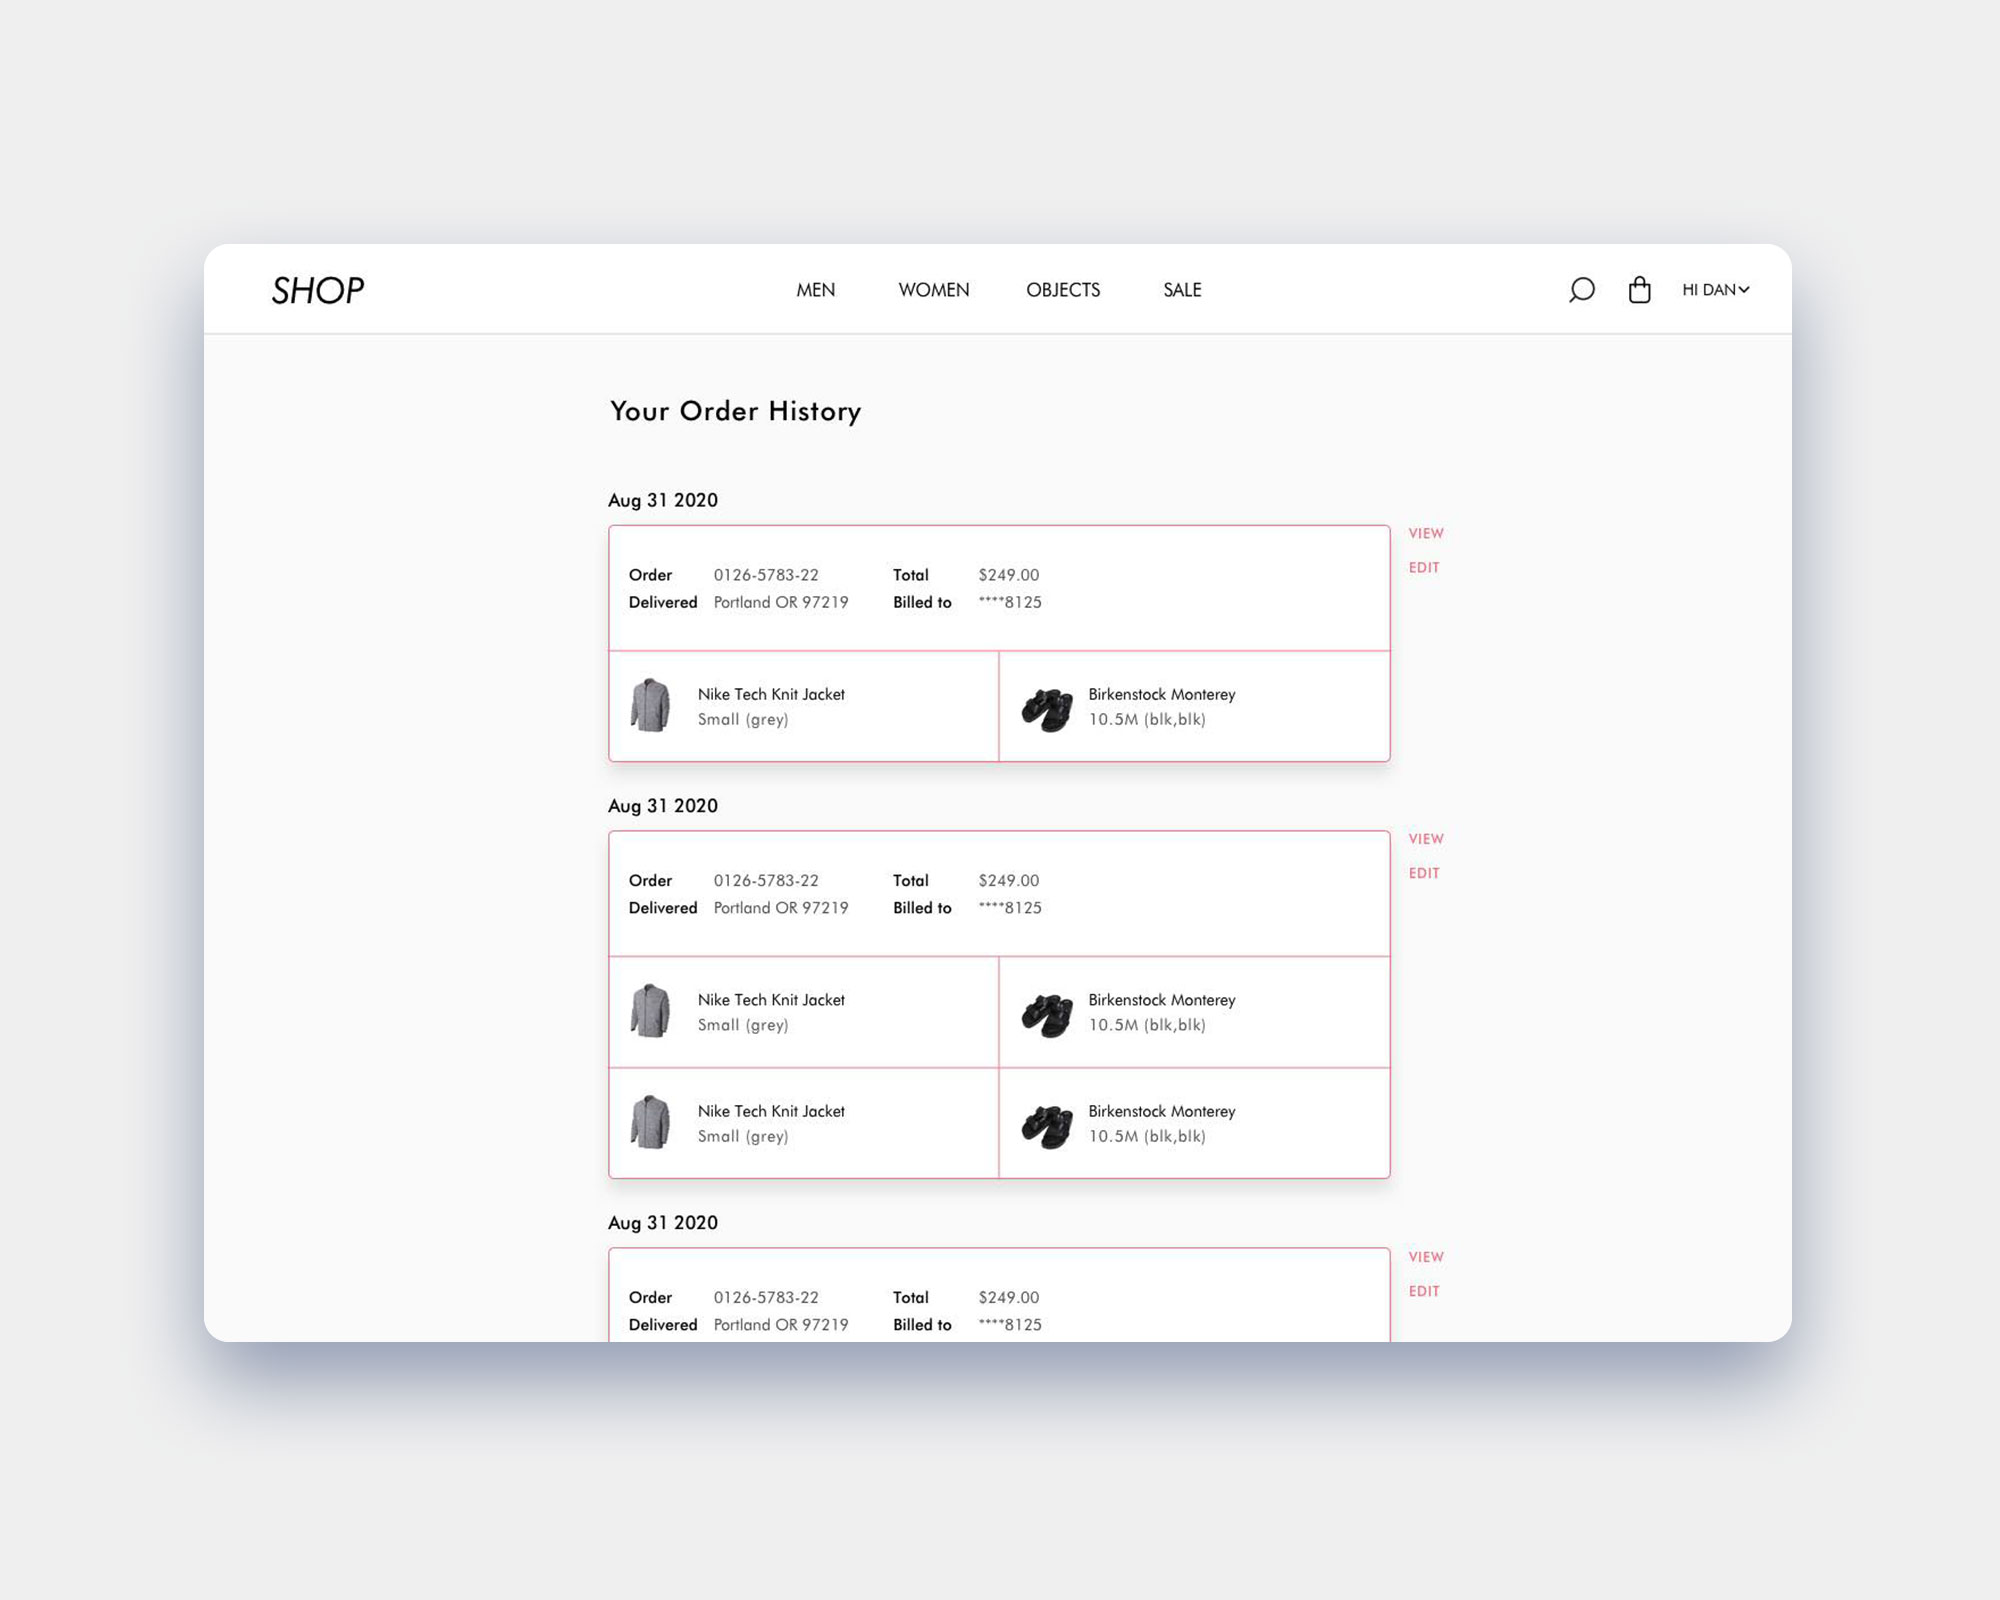 SHOP MEN WOMEN OBJECTS SALE HI DAN
Your Order History
Aug 31 2020
VIEW
EDIT
Order 0126-5783-22 Total $249.00
Delivered Portland OR 97219 Billed to ****8125
Nike Tech Knit Jacket
Small (grey)
Birkenstock Monterey
10.5M (blk,blk)
Aug 31 2020
VIEW
EDIT
Order 0126-5783-22 Total $249.00
Delivered Portland OR 97219 Billed to ****8125
Nike Tech Knit Jacket
Small (grey)
Birkenstock Monterey
10.5M (blk,blk)
Nike Tech Knit Jacket
Small (grey)
Birkenstock Monterey
10.5M (blk,blk)
Aug 31 2020
VIEW
EDIT
Order 0126-5783-22 Total $249.00
Delivered Portland OR 97219 Billed to ****8125